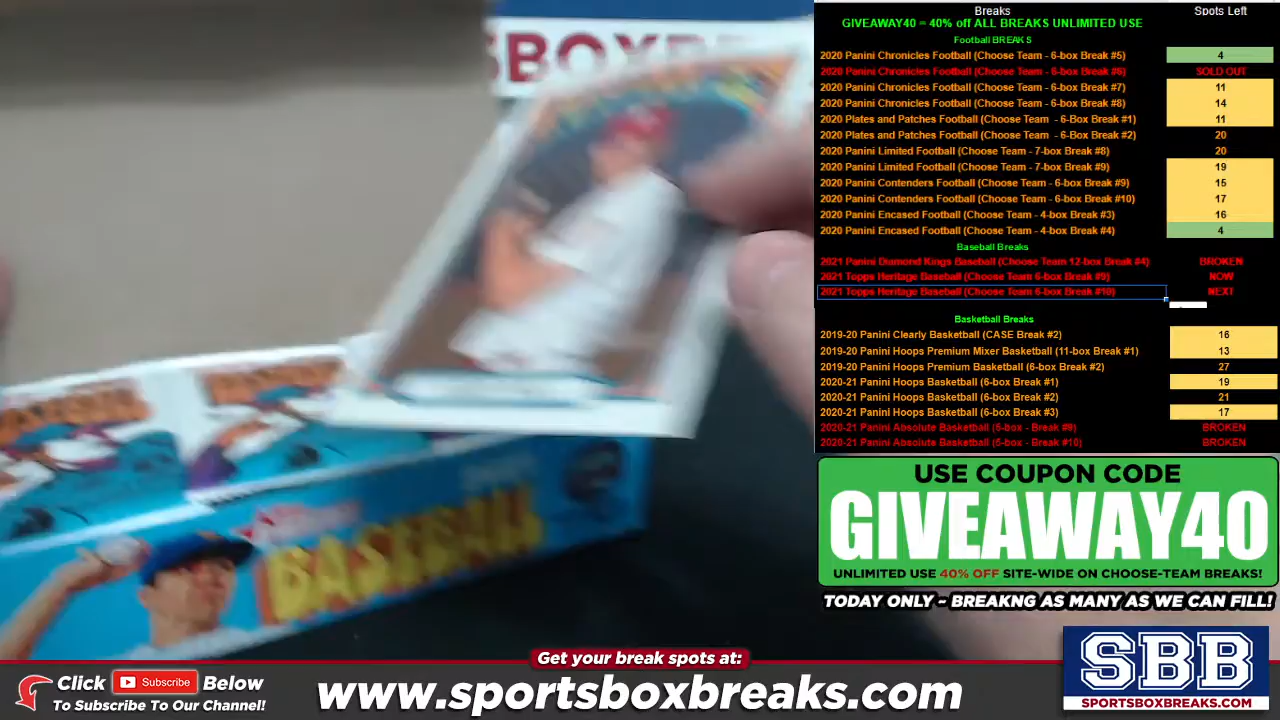 Breaks Spots Left
GIVEAWAY40 = 40% off ALL BREAKS UNLIMITED USE
Football BREAKS
2020 Panini Chronicles Football (Choose Team - 6-box Break #5) 4
2020 Panini Chronicles Football (Choose Team - 6-box Break #6) SOLD OUT
2020 Panini Chronicles Football (Choose Team - 6-box Break #7) 11
2020 Panini Chronicles Football (Choose Team - 6-box Break #8) 14
2020 Plates and Patches Football (Choose Team - 6-Box Break #1) 11
2020 Plates and Patches Football (Choose Team - 6-Box Break #2) 20
2020 Panini Limited Football (Choose Team - 7-box Break #8) 20
2020 Panini Limited Football (Choose Team - 7-box Break #9) 19
2020 Panini Contenders Football (Choose Team - 6-box Break #9) 15
2020 Panini Contenders Football (Choose Team - 6-box Break #10) 17
2020 Panini Encased Football (Choose Team - 4-box Break #3) 16
2020 Panini Encased Football (Choose Team - 4-box Break #4) 4
Baseball Breaks
2021 Panini Diamond Kings Baseball (Choose Team 12-box Break #4) BROKEN
2021 Topps Heritage Baseball (Choose Team 6-box Break #9) NOW
2021 Topps Heritage Baseball (Choose Team 6-box Break #10) NEXT
Basketball Breaks
2019-20 Panini Clearly Basketball (CASE Break #2) 16
2019-20 Panini Hoops Premium Mixer Basketball (11-box Break #1) 13
2019-20 Panini Hoops Premium Basketball (6-box Break #2) 27
2020-21 Panini Hoops Basketball (6-box Break #1) 19
2020-21 Panini Hoops Basketball (6-box Break #2) 21
2020-21 Panini Hoops Basketball (6-box Break #3) 17
2020-21 Panini Absolute Basketball (5-box - Break #9) BROKEN
2020-21 Panini Absolute Basketball (5-box - Break #10) BROKEN
USE COUPON CODE
GIVEAWAY40
UNLIMITED USE 40% OFF SITE-WIDE ON CHOOSE-TEAM BREAKS!
TODAY ONLY ~ BREAKNG AS MANY AS WE CAN FILL!
BASEBALL
Get your break spots at:
Click Subscribe Below
To Subscribe To Our Channel!
www.sportsboxbreaks.com
SBB
SPORTSBOXBREAKS.COM